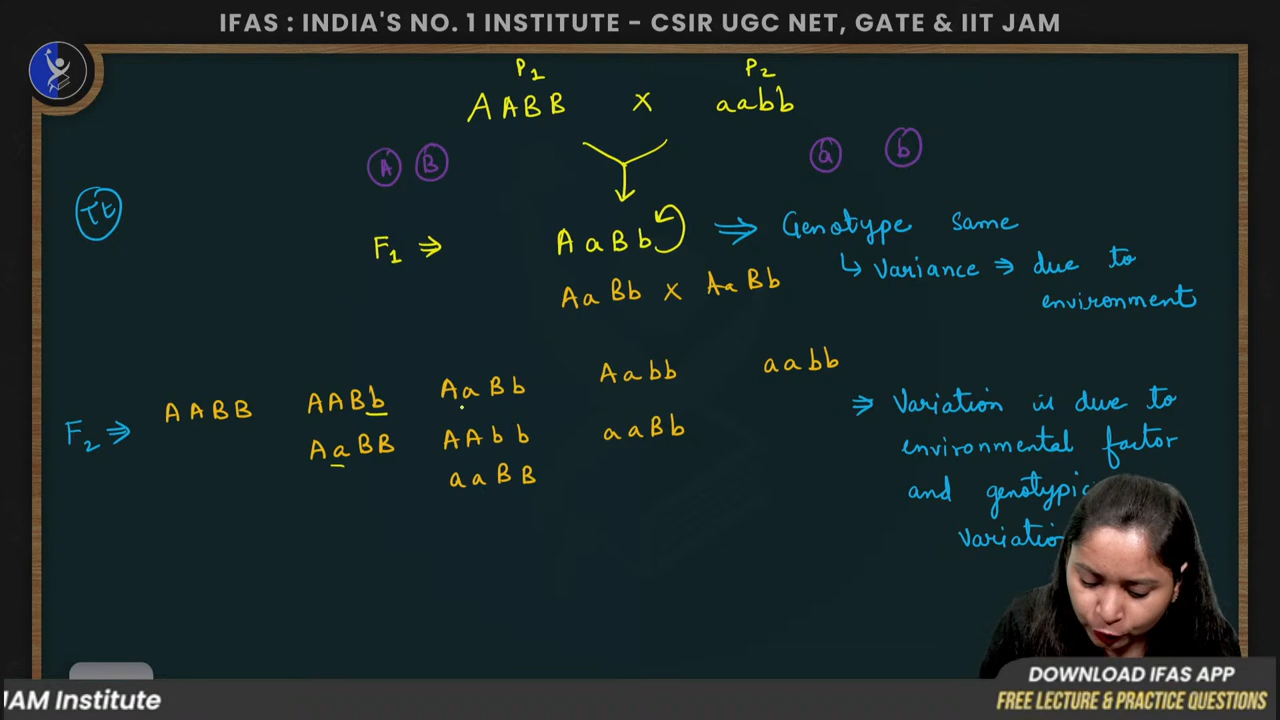 IFAS : INDIA'S NO. 1 INSTITUTE - CSIR UGC NET, GATE & IIT JAM
P1 P2
AABB x aabb
A B a b
Tt
F1 ⇒ AaBb ⇒ Genotype same
↳ Variance ⇒ due to
environment
AaBb x AaBb
F2 ⇒ AABB AABb AaBb Aabb aabb
AaBB AAbb aaBb
aaBB
⇒ Variation is due to
environmental factor
and genotypic
variation
DOWNLOAD IFAS APP
FREE LECTURE & PRACTICE QUESTIONS
JAM Institute